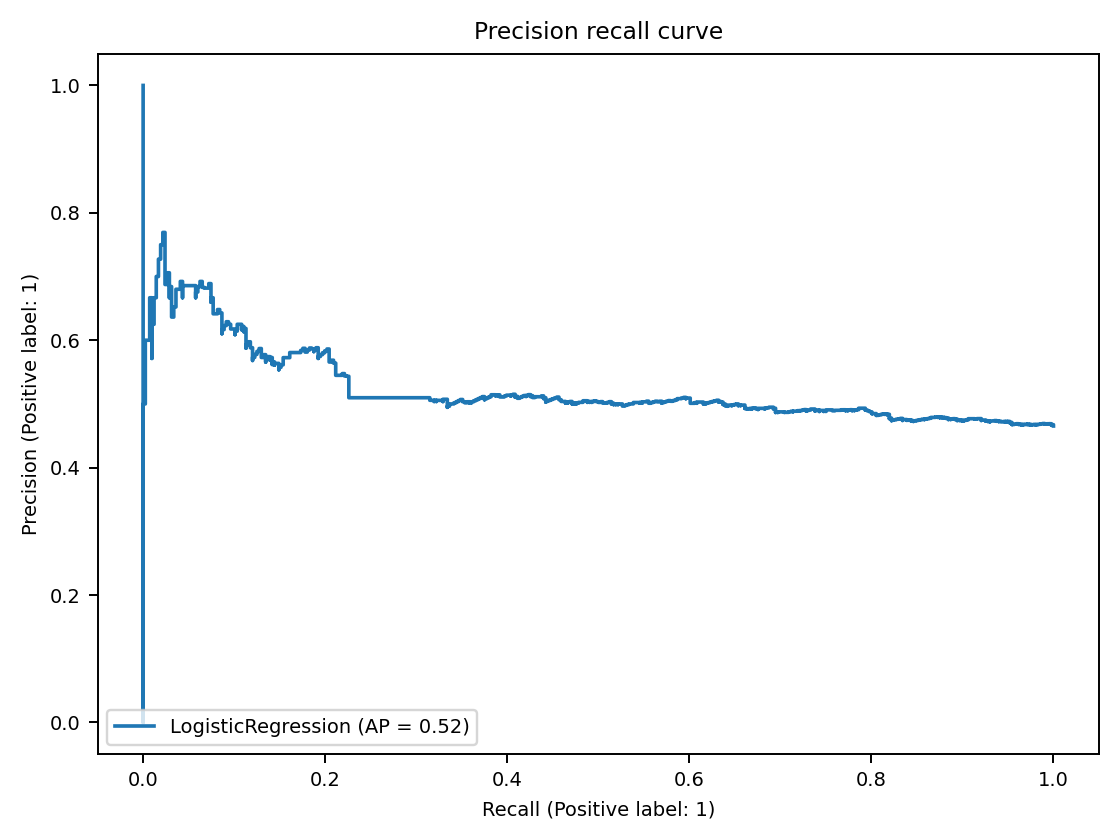 Precision recall curve
Precision (Positive label: 1)
1.0
0.8
0.6
0.4
0.2
0.0
LogisticRegression (AP = 0.52)
0.0 0.2 0.4 0.6 0.8 1.0
Recall (Positive label: 1)